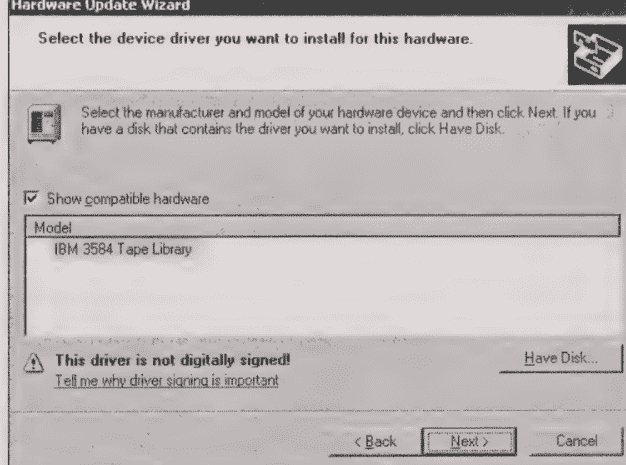 Hardware Update Wizard
Select the device driver you want to install for this hardware.
Select the manufacturer and model of your hardware device and then click Next. If you
have a disk that contains the driver you want to install, click Have Disk.
Show compatible hardware
Model
IBM 3584 Tape Library
This driver is not digitally signed!
Have Disk...
Tell me why driver signing is important
< Back
Next >
Cancel